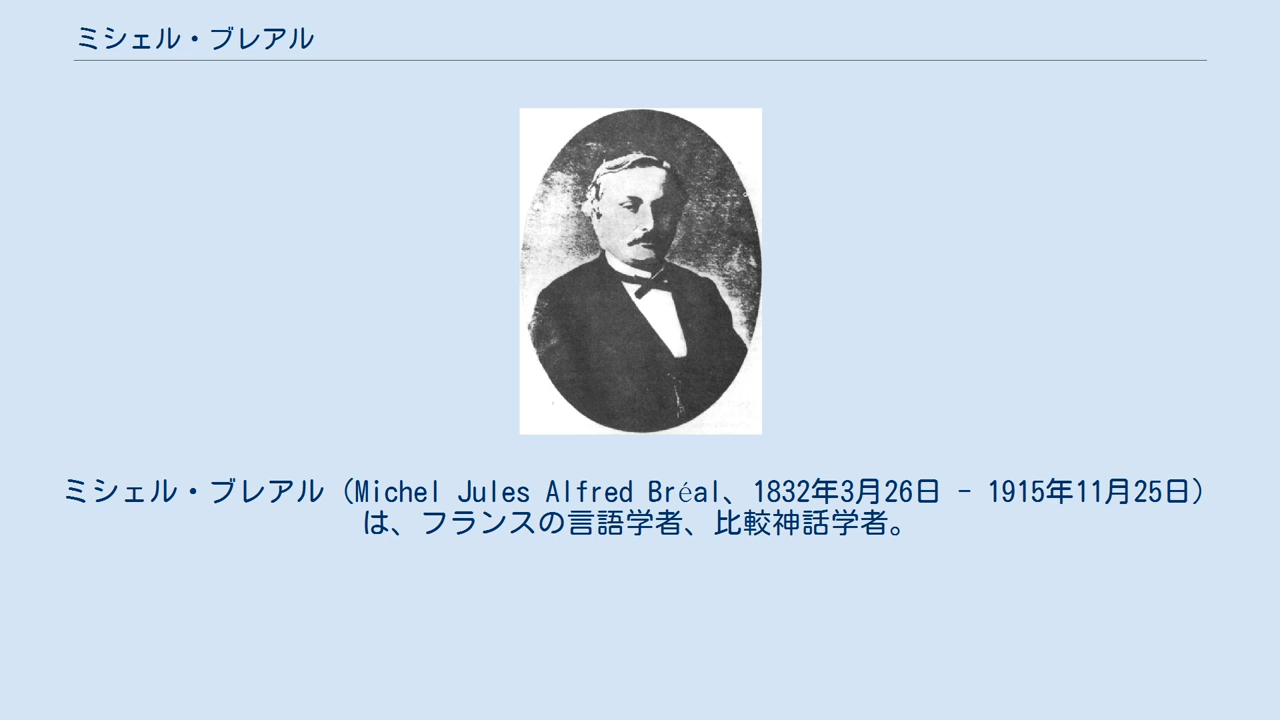 ミシェル・ブレアル
ミシェル・ブレアル（Michel Jules Alfred Bréal、1832年3月26日 - 1915年11月25日）
は、フランスの言語学者、比較神話学者。